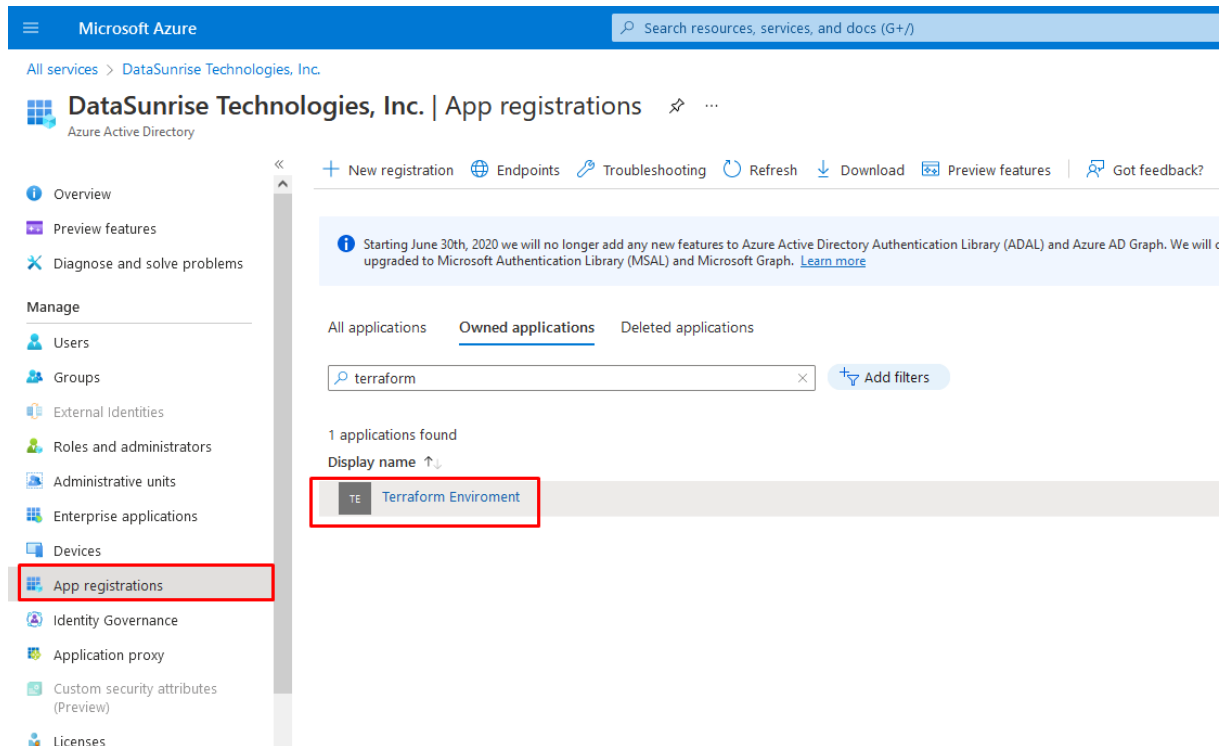 Microsoft Azure
Search resources, services, and docs (G+/)
All services > DataSunrise Technologies, Inc.
DataSunrise Technologies, Inc. | App registrations
Azure Active Directory
New registration Endpoints Troubleshooting Refresh Download Preview features Got feedback?
Overview
Preview features
Diagnose and solve problems
Manage
Users
Groups
External Identities
Roles and administrators
Administrative units
Enterprise applications
Devices
App registrations
Identity Governance
Application proxy
Custom security attributes
(Preview)
Licenses
Starting June 30th, 2020 we will no longer add any new features to Azure Active Directory Authentication Library (ADAL) and Azure AD Graph. We will
upgraded to Microsoft Authentication Library (MSAL) and Microsoft Graph. Learn more
All applications Owned applications Deleted applications
terraform
Add filters
1 applications found
Display name
TE Terraform Enviroment